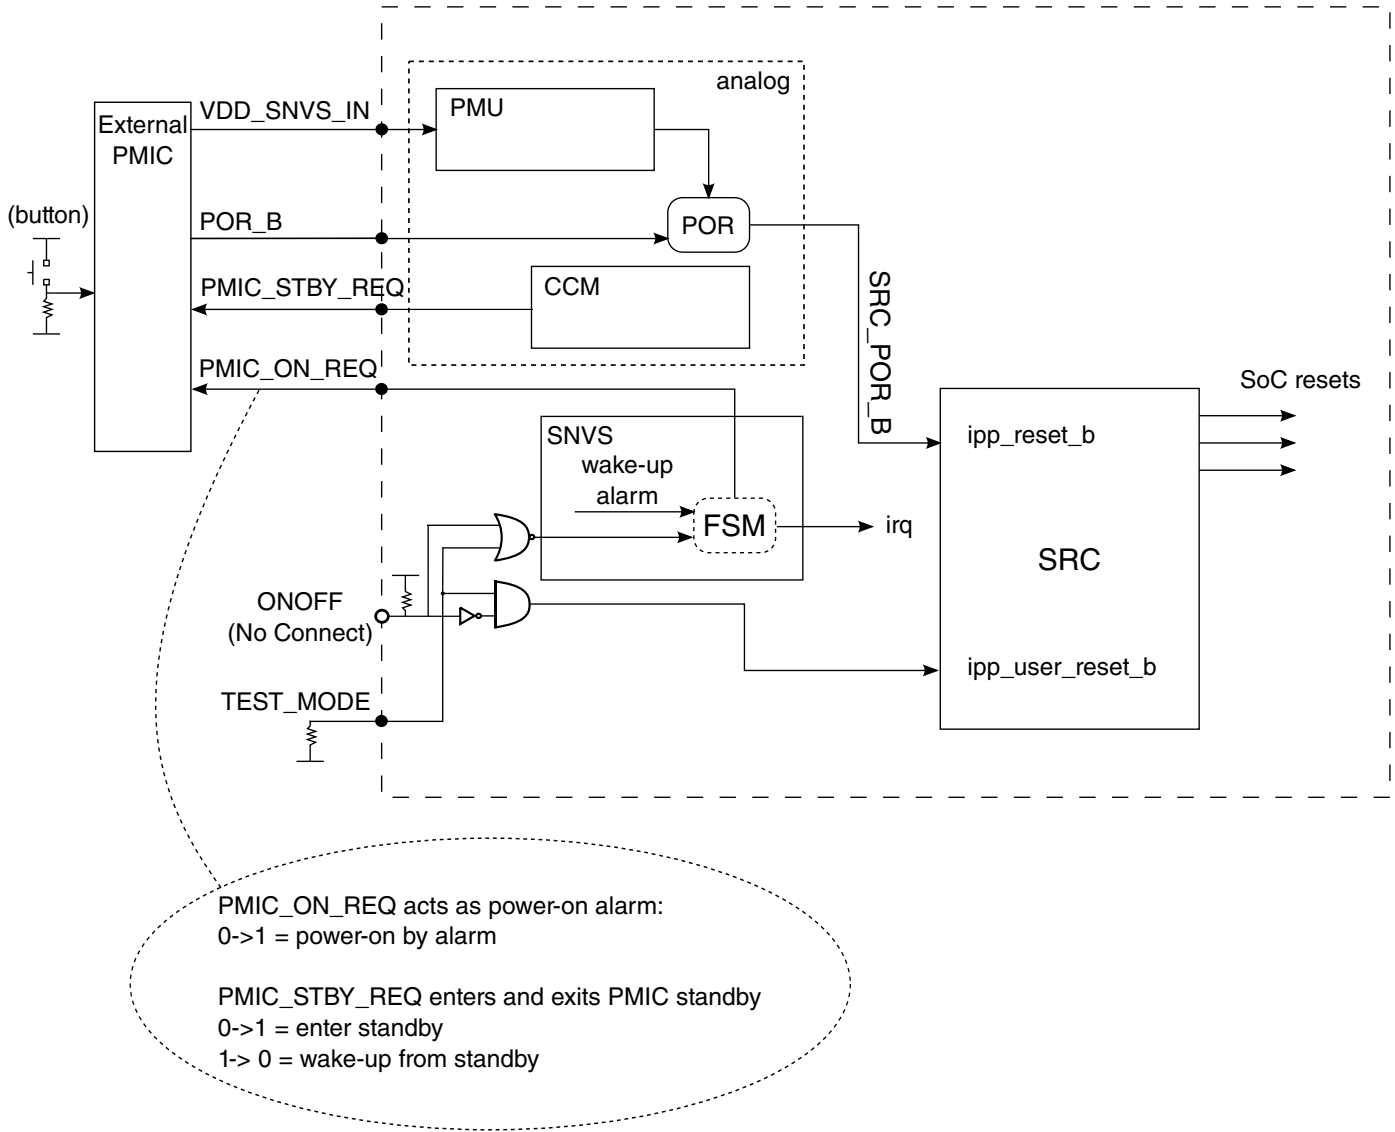 analog
VDD_SNVS_IN
PMU
External
PMIC
(button)
POR_B
POR
PMIC_STBY_REQ
CCM
SRC_POR_B
PMIC_ON_REQ
SoC resets
SNVS
ipp_reset_b
wake-up
alarm
FSM
irq
SRC
ONOFF
(No Connect)
ipp_user_reset_b
TEST_MODE
PMIC_ON_REQ acts as power-on alarm:
0->1 = power-on by alarm
PMIC_STBY_REQ enters and exits PMIC standby
0->1 = enter standby
1-> 0 = wake-up from standby